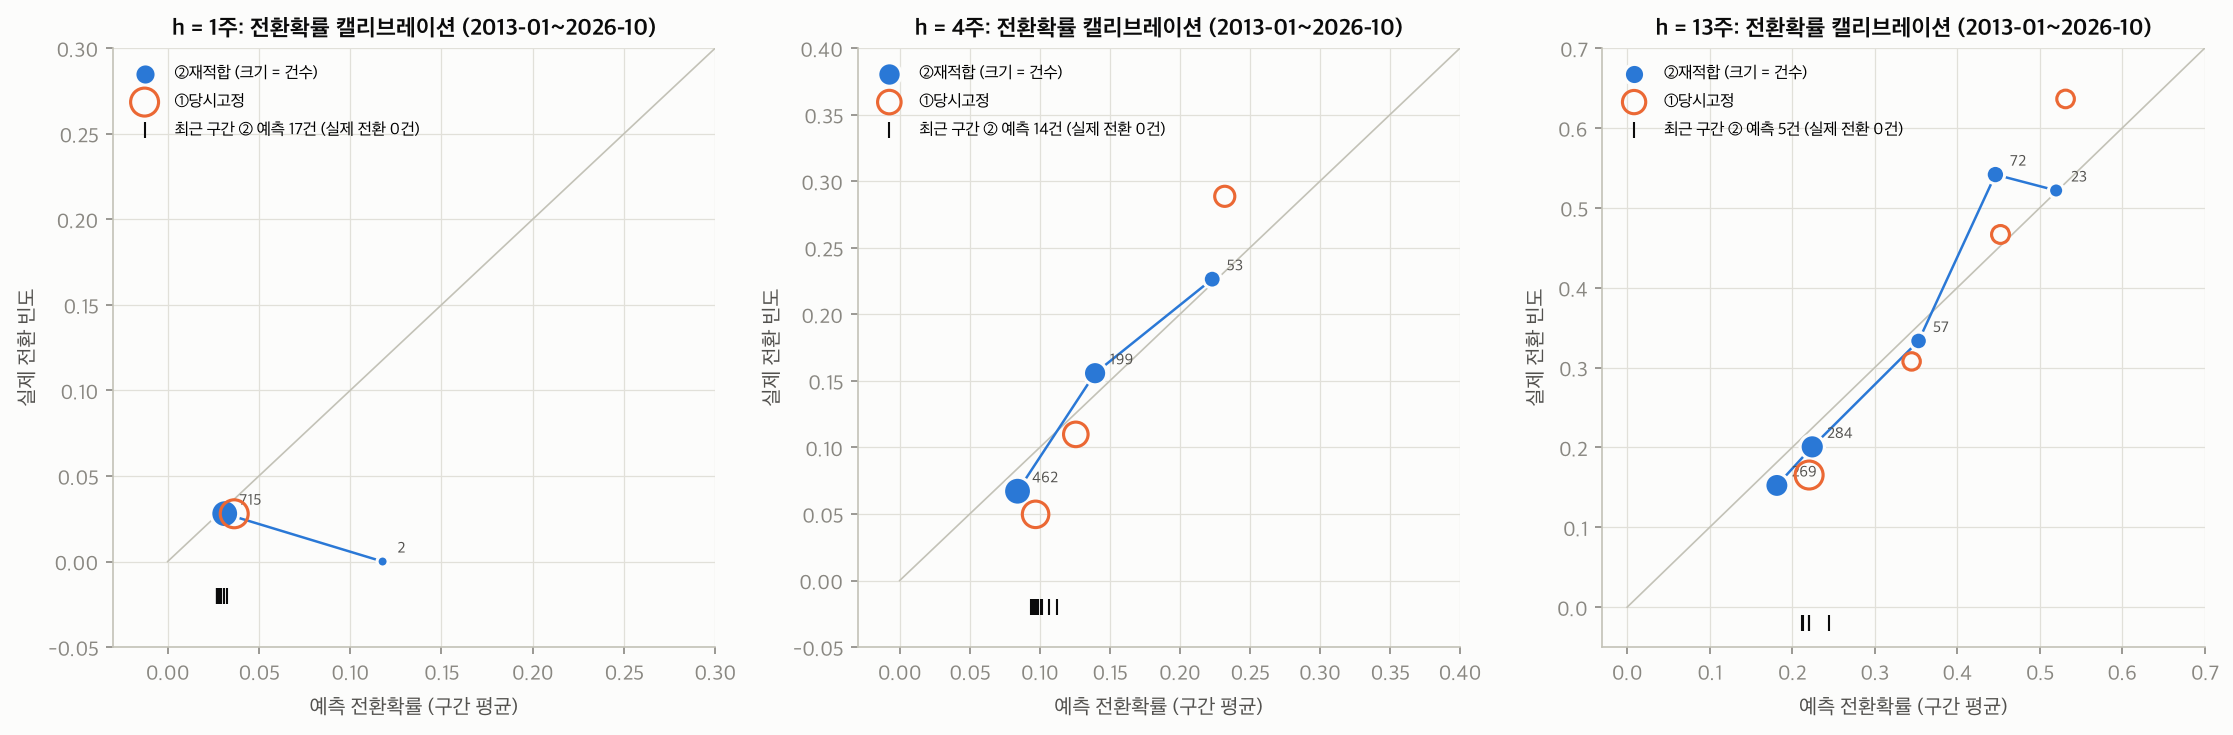 h = 1주: 전환확률 캘리브레이션 (2013-01~2026-10)
②재적합 (크기 = 건수)
①당시고정
최근 구간 ② 예측 17건 (실제 전환 0건)
실제 전환 빈도
0.30
0.25
0.20
0.15
0.10
0.05
0.00
-0.05
715
2
0.00 0.05 0.10 0.15 0.20 0.25 0.30
예측 전환확률 (구간 평균)
h = 4주: 전환확률 캘리브레이션 (2013-01~2026-10)
②재적합 (크기 = 건수)
①당시고정
최근 구간 ② 예측 14건 (실제 전환 0건)
실제 전환 빈도
0.40
0.35
0.30
0.25
0.20
0.15
0.10
0.05
0.00
-0.05
53
199
462
0.00 0.05 0.10 0.15 0.20 0.25 0.30 0.35 0.40
예측 전환확률 (구간 평균)
h = 13주: 전환확률 캘리브레이션 (2013-01~2026-10)
②재적합 (크기 = 건수)
①당시고정
최근 구간 ② 예측 5건 (실제 전환 0건)
실제 전환 빈도
0.7
0.6
0.5
0.4
0.3
0.2
0.1
0.0
72
23
57
284
269
0.0 0.1 0.2 0.3 0.4 0.5 0.6 0.7
예측 전환확률 (구간 평균)